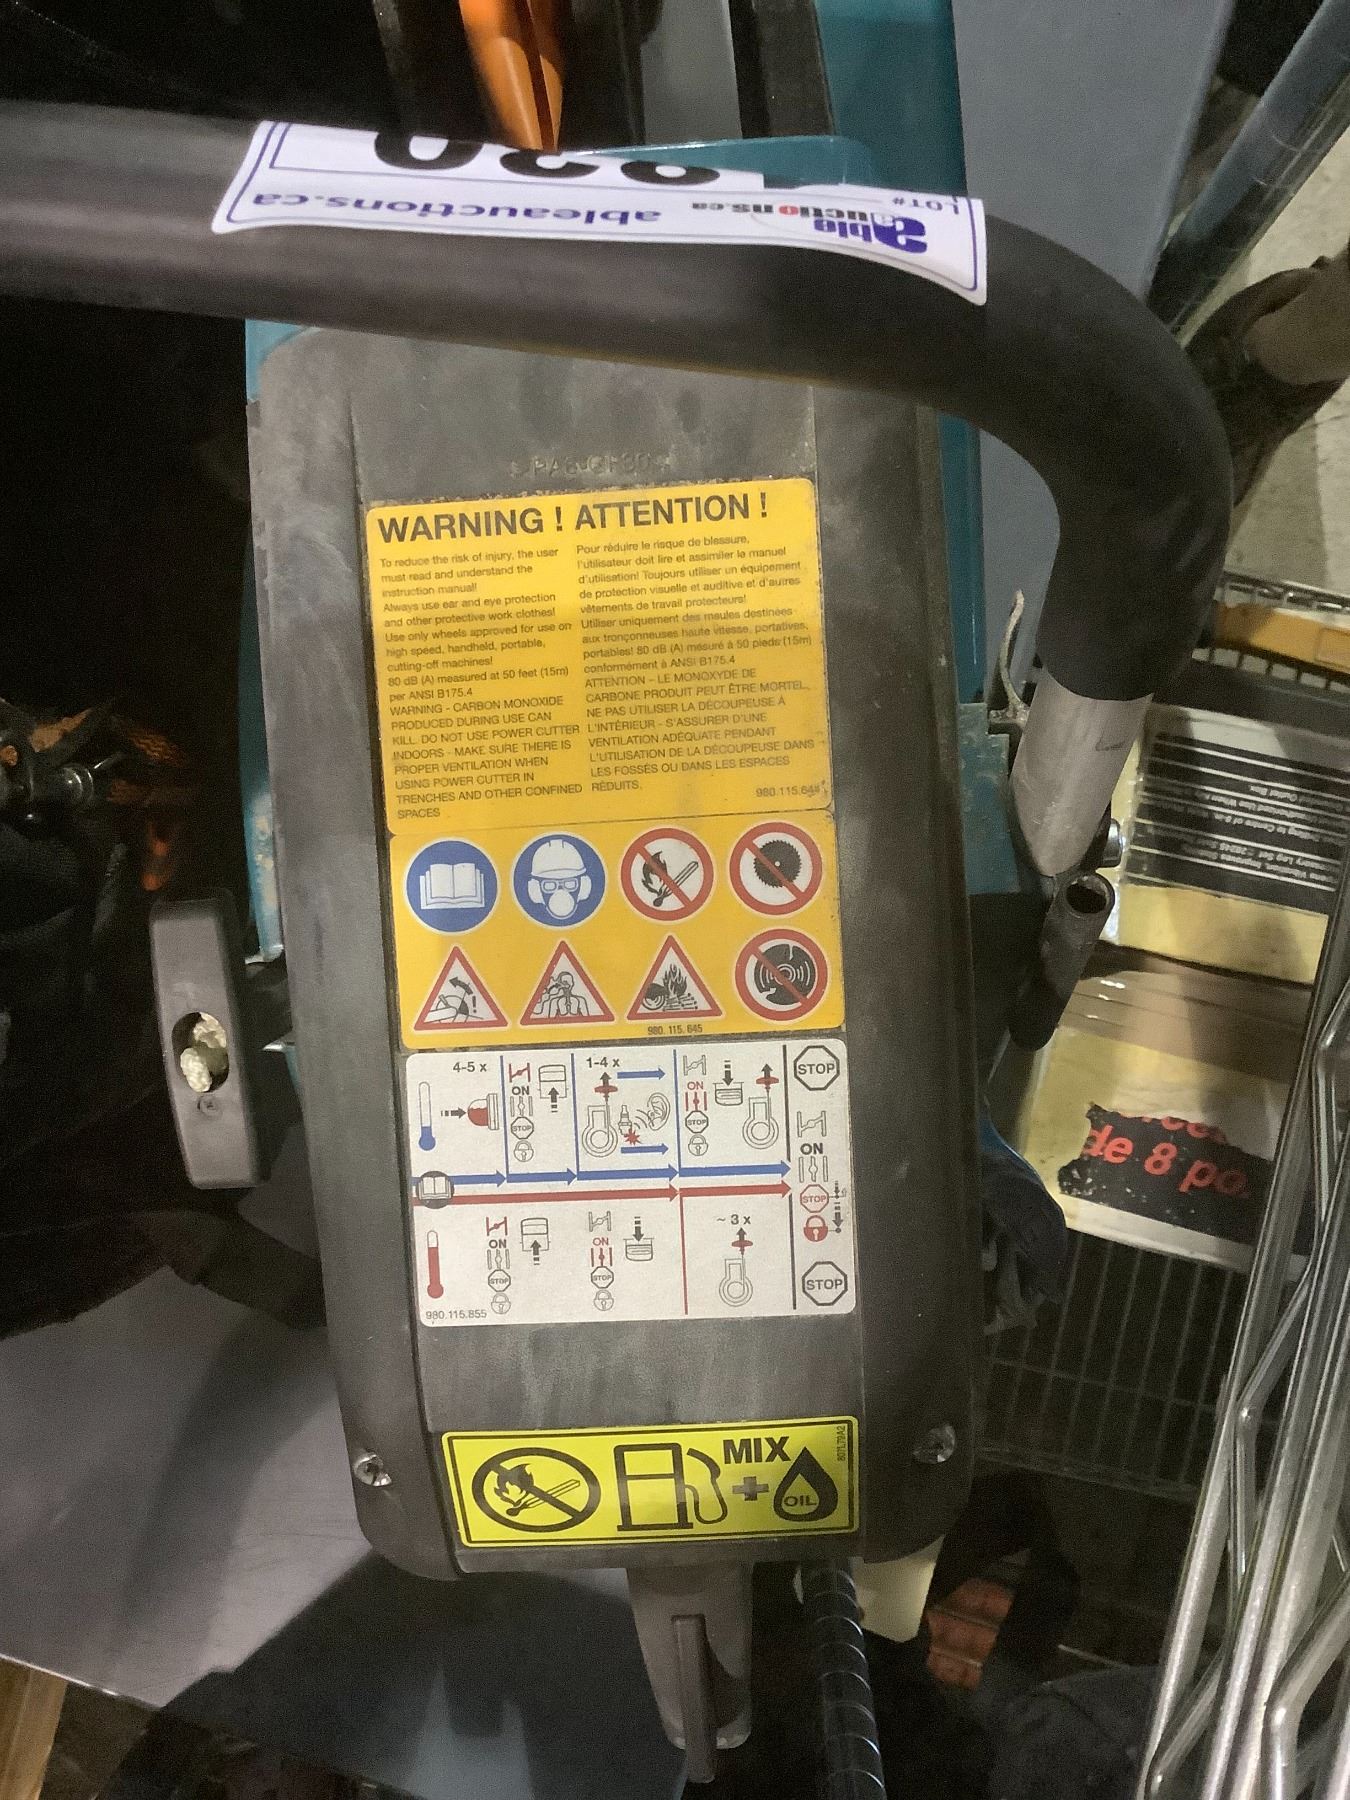 ableauctions.ca
able
auctions.ca
LOT#
WARNING ! ATTENTION !
To reduce the risk of injury, the user
must read and understand the
instruction manual!
Always use ear and eye protection
and other protective work clothes!
Use only wheels approved for use on
high speed, handheld, portable,
cutting-off machines!
80 dB (A) measured at 50 feet (15m)
per ANSI B175.4
WARNING - CARBON MONOXIDE
PRODUCED DURING USE CAN
KILL. DO NOT USE POWER CUTTER
INDOORS - MAKE SURE THERE IS
PROPER VENTILATION WHEN
USING POWER CUTTER IN
TRENCHES AND OTHER CONFINED
SPACES
Pour réduire le risque de blessure,
l'utilisateur doit lire et assimiler le manuel
d'utilisation! Toujours utiliser un équipement
de protection visuelle et auditive et d'autres
vêtements de travail protecteurs!
Utiliser uniquement des meules destinées
aux tronçonneuses haute vitesse, portatives,
portables! 80 dB (A) mésuré à 50 pieds (15m)
conformément à ANSI B175.4
ATTENTION - LE MONOXYDE DE
CARBONE PRODUIT PEUT ÊTRE MORTEL.
NE PAS UTILISER LA DÉCOUPEUSE À
L'INTÉRIEUR - S'ASSURER D'UNE
VENTILATION ADÉQUATE PENDANT
L'UTILISATION DE LA DÉCOUPEUSE DANS
LES FOSSÉS OU DANS LES ESPACES
RÉDUITS.
980.115.644
980. 115. 645
4-5 x
ON
STOP
1-4 x
ON
STOP
STOP
ON
STOP
STOP
ON
STOP
ON
STOP
~ 3 x
980.115.855
MIX
+
OIL
de 8 po